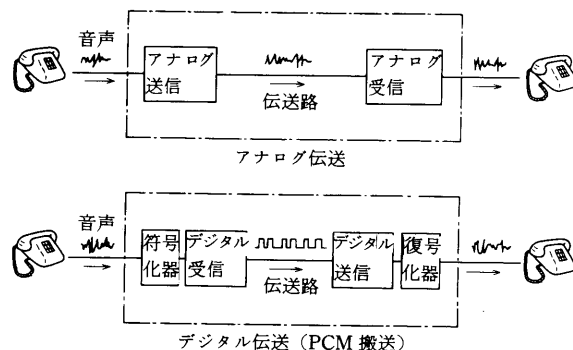 音声
アナログ
送信
伝送路
アナログ
受信
アナログ伝送
音声
符号
化器
デジタル
受信
伝送路
デジタル
送信
復号
化器
デジタル伝送（PCM 搬送）